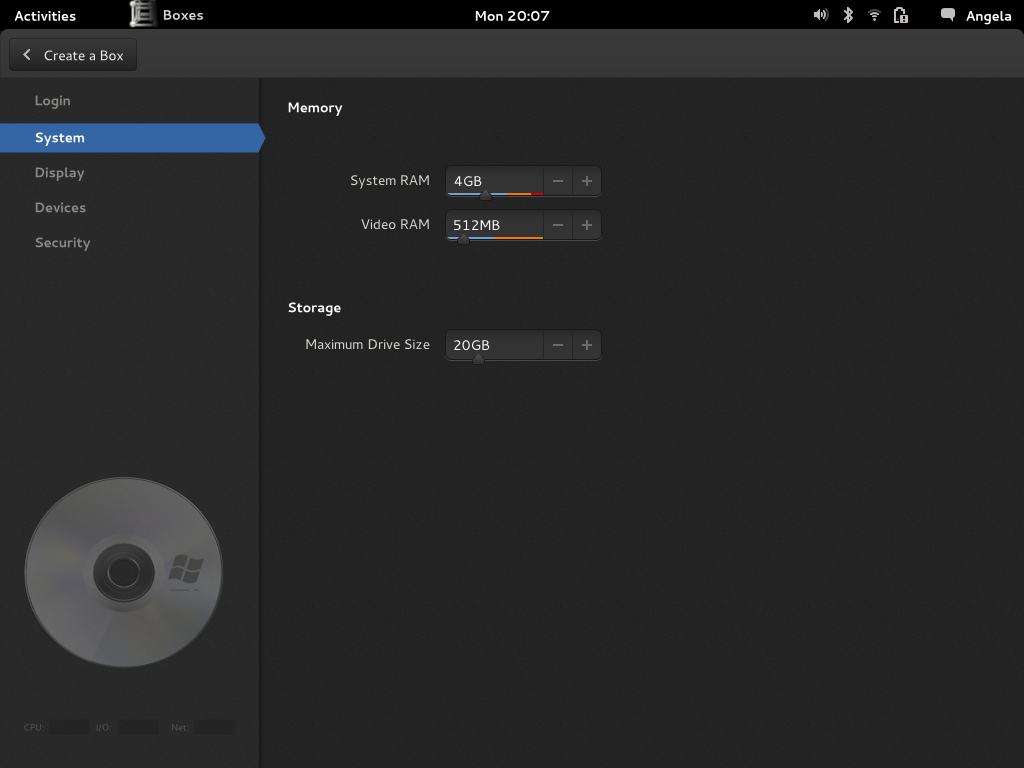 Activities
Boxes
Mon 20:07
Angela
Create a Box
Login
System
Display
Devices
Security
Memory
System RAM 4GB − +
Video RAM 512MB − +
Storage
Maximum Drive Size 20GB − +
CPU: I/O: Net: